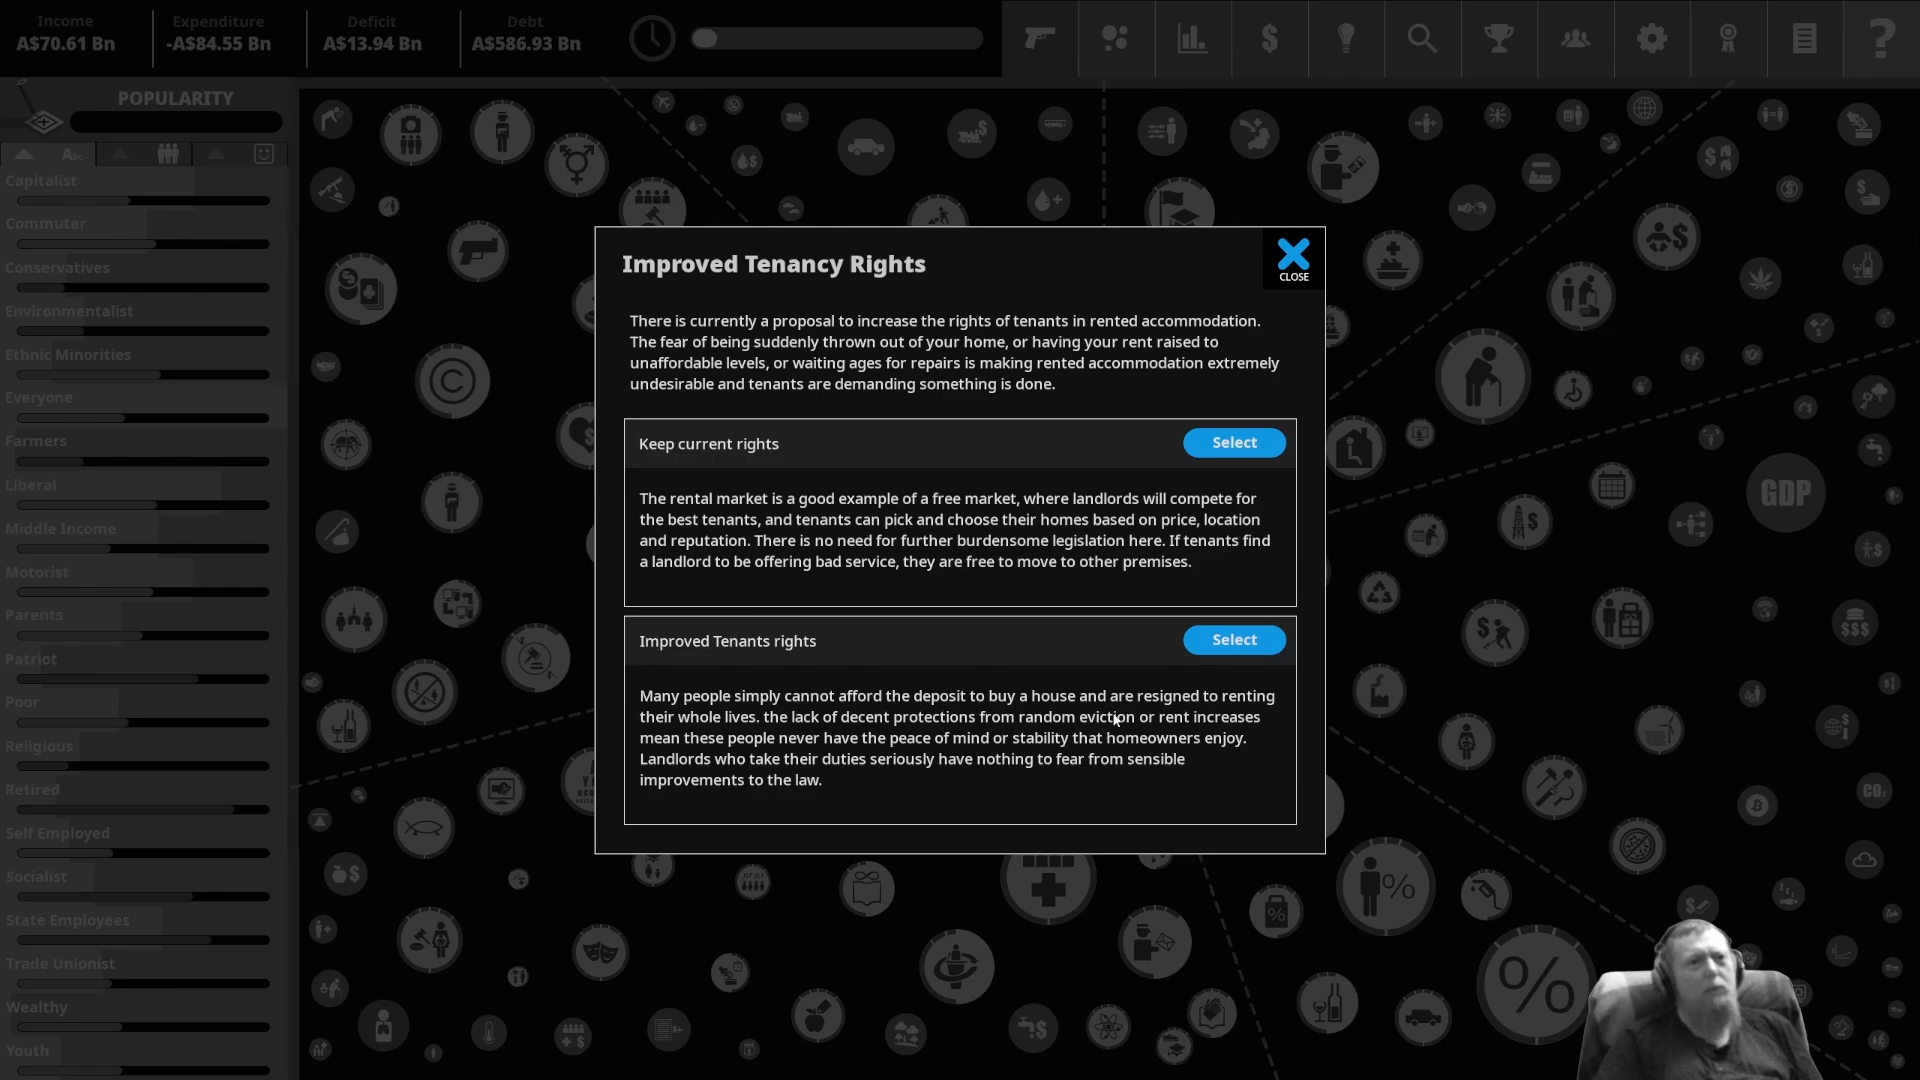 Income
A$70.61 Bn
Expenditure
-A$84.55 Bn
Deficit
A$13.94 Bn
Debt
A$586.93 Bn
$
?
POPULARITY
Abc
Capitalist
Commuter
Conservatives
Environmentalist
Ethnic Minorities
Everyone
Farmers
Liberal
Middle Income
Motorist
Parents
Patriot
Poor
Religious
Retired
Self Employed
Socialist
State Employees
Trade Unionist
Wealthy
Youth
Improved Tenancy Rights
CLOSE
There is currently a proposal to increase the rights of tenants in rented accommodation.
The fear of being suddenly thrown out of your home, or having your rent raised to
unaffordable levels, or waiting ages for repairs is making rented accommodation extremely
undesirable and tenants are demanding something is done.
Keep current rights
Select
The rental market is a good example of a free market, where landlords will compete for
the best tenants, and tenants can pick and choose their homes based on price, location
and reputation. There is no need for further burdensome legislation here. If tenants find
a landlord to be offering bad service, they are free to move to other premises.
Improved Tenants rights
Select
Many people simply cannot afford the deposit to buy a house and are resigned to renting
their whole lives. the lack of decent protections from random eviction or rent increases
mean these people never have the peace of mind or stability that homeowners enjoy.
Landlords who take their duties seriously have nothing to fear from sensible
improvements to the law.
GDP
$$$
CO₂
%
%